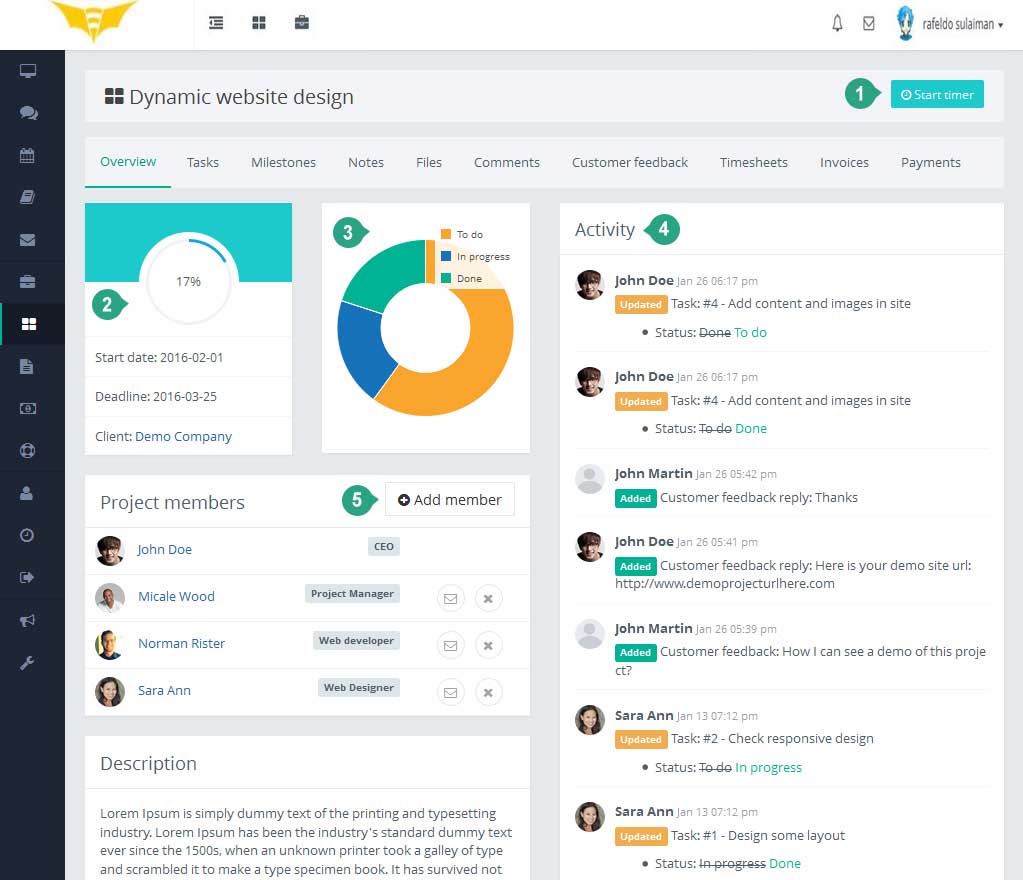 rafeldo sulaiman
Dynamic website design
1
Start timer
Overview Tasks Milestones Notes Files Comments Customer feedback Timesheets Invoices Payments
17%
2
Start date: 2016-02-01
Deadline: 2016-03-25
Client: Demo Company
3
To do
In progress
Done
Project members
5
Add member
John Doe CEO
Micale Wood Project Manager
Norman Rister Web developer
Sara Ann Web Designer
Description
Lorem Ipsum is simply dummy text of the printing and typesetting
industry. Lorem Ipsum has been the industry's standard dummy text
ever since the 1500s, when an unknown printer took a galley of type
and scrambled it to make a type specimen book. It has survived not
Activity
4
John Doe Jan 26 06:17 pm
Updated Task: #4 - Add content and images in site
• Status: Done To do
John Doe Jan 26 06:17 pm
Updated Task: #4 - Add content and images in site
• Status: To do Done
John Martin Jan 26 05:42 pm
Added Customer feedback reply: Thanks
John Doe Jan 26 05:41 pm
Added Customer feedback reply: Here is your demo site url:
http://www.demoprojecturlhere.com
John Martin Jan 26 05:39 pm
Added Customer feedback: How I can see a demo of this proje
ct?
Sara Ann Jan 13 07:12 pm
Updated Task: #2 - Check responsive design
• Status: To do In progress
Sara Ann Jan 13 07:12 pm
Updated Task: #1 - Design some layout
• Status: In progress Done